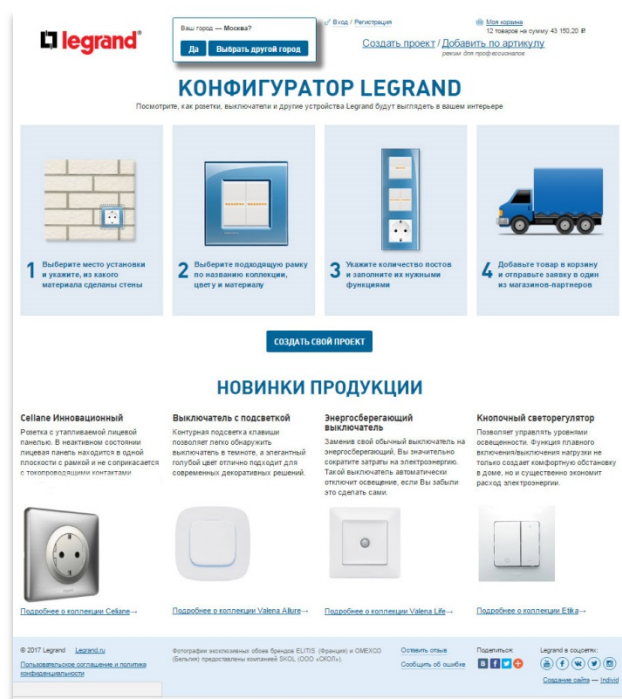 legrand®
Ваш город — Москва?
Да
Выбрать другой город
Вход / Регистрация
Моя корзина
12 товаров на сумму 43 150,20 ₽
Создать проект / Добавить по артикулу
режим для профессионалов
КОНФИГУРАТОР LEGRAND
Посмотрите, как розетки, выключатели и другие устройства Legrand будут выглядеть в вашем интерьере
1 Выберите место установки
и укажите, из какого
материала сделаны стены
2 Выберите подходящую рамку
по названию коллекции,
цвету и материалу
3 Укажите количество постов
и заполните их нужными
функциями
4 Добавьте товар в корзину
и отправьте заявку в один
из магазинов-партнеров
СОЗДАТЬ СВОЙ ПРОЕКТ
НОВИНКИ ПРОДУКЦИИ
Celiane Инновационный
Розетка с утапливаемой лицевой
панелью. В неактивном состоянии
лицевая панель находится в одной
плоскости с рамкой и не соприкасается
с токопроводящими контактами
Подробнее о коллекции Celiane→
Выключатель с подсветкой
Контурная подсветка клавиши
позволяет легко обнаружить
выключатель в темноте, а элегантный
голубой цвет отлично подходит для
современных декоративных решений.
Подробнее о коллекции Valena Allure→
Энергосберегающий
выключатель
Заменив свой обычный выключатель на
энергосберегающий, Вы значительно
сократите затраты на электроэнергию.
Такой выключатель автоматически
отключит освещение, если Вы забыли
это сделать сами.
Подробнее о коллекции Valena Life→
Кнопочный светорегулятор
Позволяет управлять уровнями
освещенности. Функция плавного
включения/выключения нагрузки не
только создает комфортную обстановку
в доме, но и существенно экономит
расход электроэнергии.
Подробнее о коллекции Etika→
© 2017 Legrand Legrand.ru
Пользовательское соглашение и политика
конфиденциальности
Фотографии эксклюзивных обоев брендов ELITIS (Франция) и OMEXCO
(Бельгия) предоставлены компанией SKOL (ООО «СКОЛ»).
Оставить отзыв
Сообщить об ошибке
Поделиться:
Legrand в соцсетях:
Создание сайта — Individ